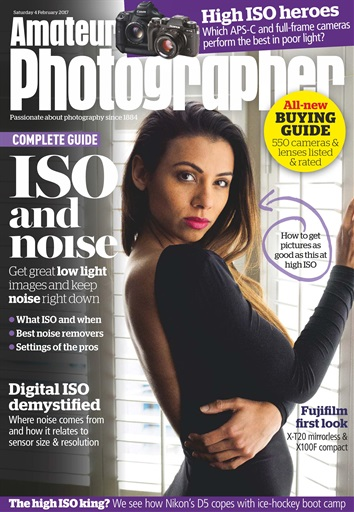 Saturday 4 February 2017
High ISO heroes
Which APS-C and full-frame cameras
perform the best in poor light?
Amateur
Photographer
Passionate about photography since 1884
All-new
BUYING
GUIDE
550 cameras &
lenses listed
& rated
COMPLETE GUIDE
ISO
and
noise
Get great low light
images and keep
noise right down
• What ISO and when
• Best noise removers
• Settings of the pros
How to get
pictures as
good as this at
high ISO
Digital ISO
demystified
Where noise comes from
and how it relates to
sensor size & resolution
Fujifilm
first look
X-T20 mirrorless &
X100F compact
The high ISO king? We see how Nikon's D5 copes with ice-hockey boot camp